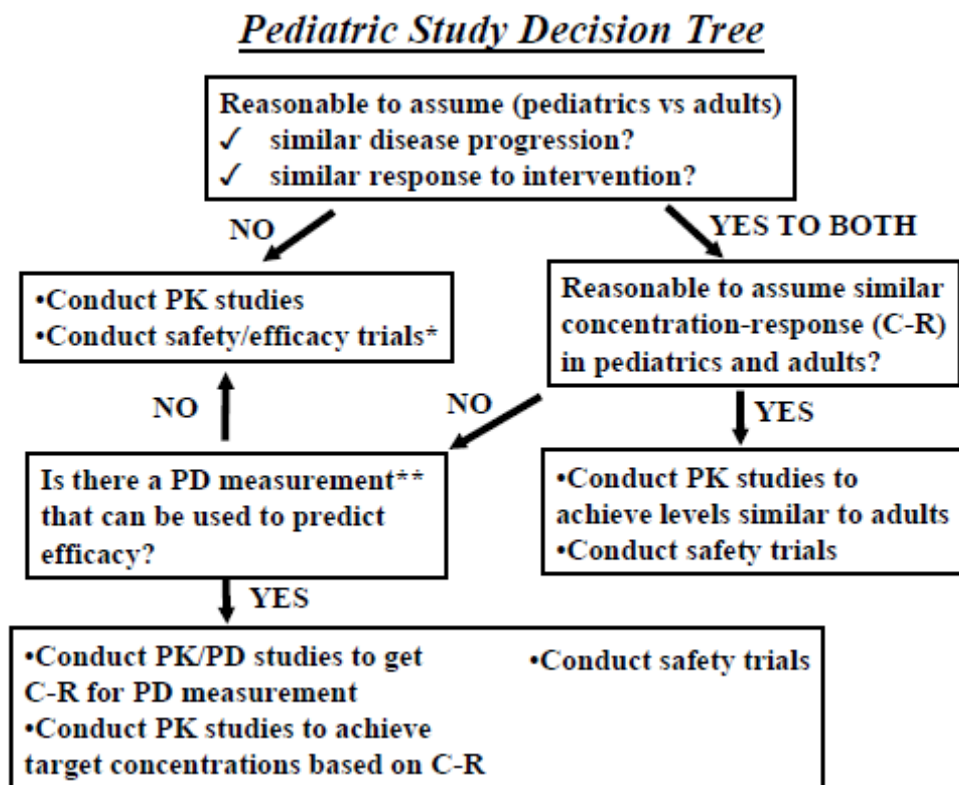 Pediatric Study Decision Tree
Reasonable to assume (pediatrics vs adults)
✓ similar disease progression?
✓ similar response to intervention?
NO
YES TO BOTH
•Conduct PK studies
•Conduct safety/efficacy trials*
Reasonable to assume similar
concentration-response (C-R)
in pediatrics and adults?
NO
NO
YES
Is there a PD measurement**
that can be used to predict
efficacy?
•Conduct PK studies to
achieve levels similar to adults
•Conduct safety trials
YES
•Conduct PK/PD studies to get
C-R for PD measurement
•Conduct PK studies to achieve
target concentrations based on C-R
•Conduct safety trials